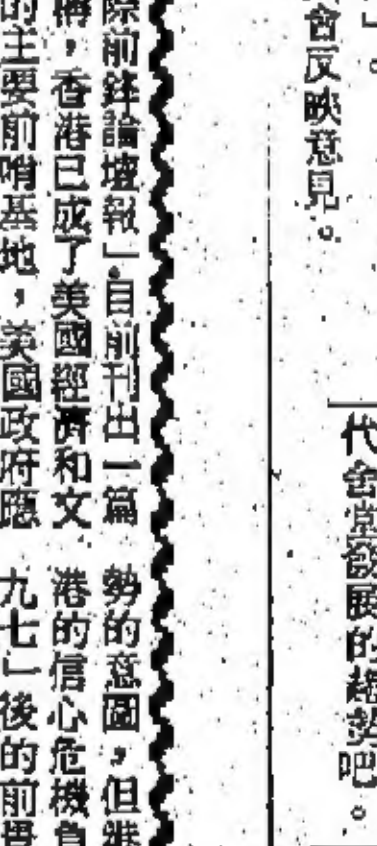 」。
會反映意見。
代會堂發展的趨勢吧。
際前鋒論壇報」目前刊出一篇
稱，香港已成了美國經濟和文
的主要前哨基地，美國政府應
勢的意圖，但港
港的信心危機負
九七」後的前景